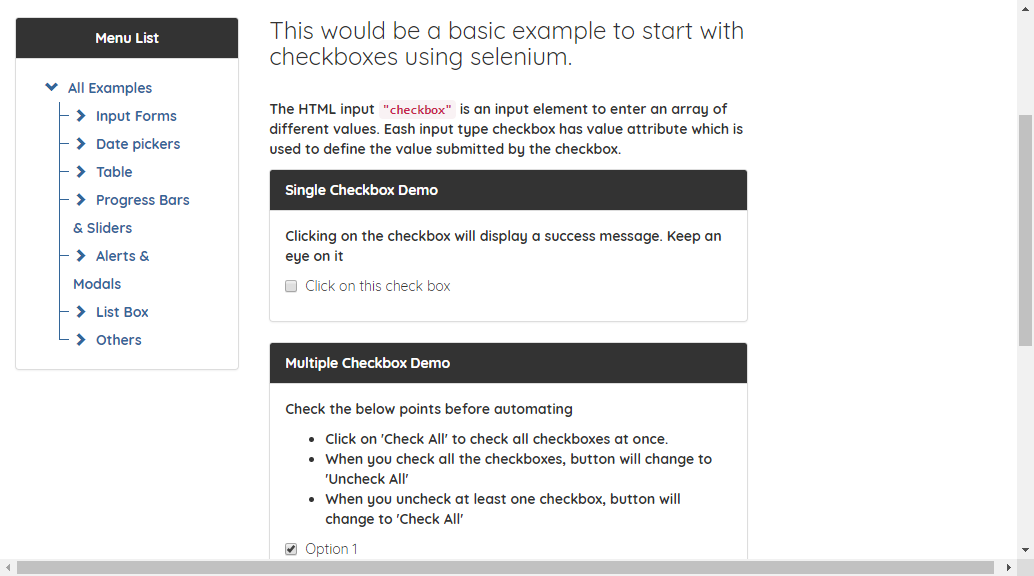 Menu List
All Examples
Input Forms
Date pickers
Table
Progress Bars
& Sliders
Alerts &
Modals
List Box
Others
This would be a basic example to start with
checkboxes using selenium.
The HTML input "checkbox" is an input element to enter an array of
different values. Eash input type checkbox has value attribute which is
used to define the value submitted by the checkbox.
Single Checkbox Demo
Clicking on the checkbox will display a success message. Keep an
eye on it
Click on this check box
Multiple Checkbox Demo
Check the below points before automating
• Click on 'Check All' to check all checkboxes at once.
• When you check all the checkboxes, button will change to
'Uncheck All'
• When you uncheck at least one checkbox, button will
change to 'Check All'
Option 1